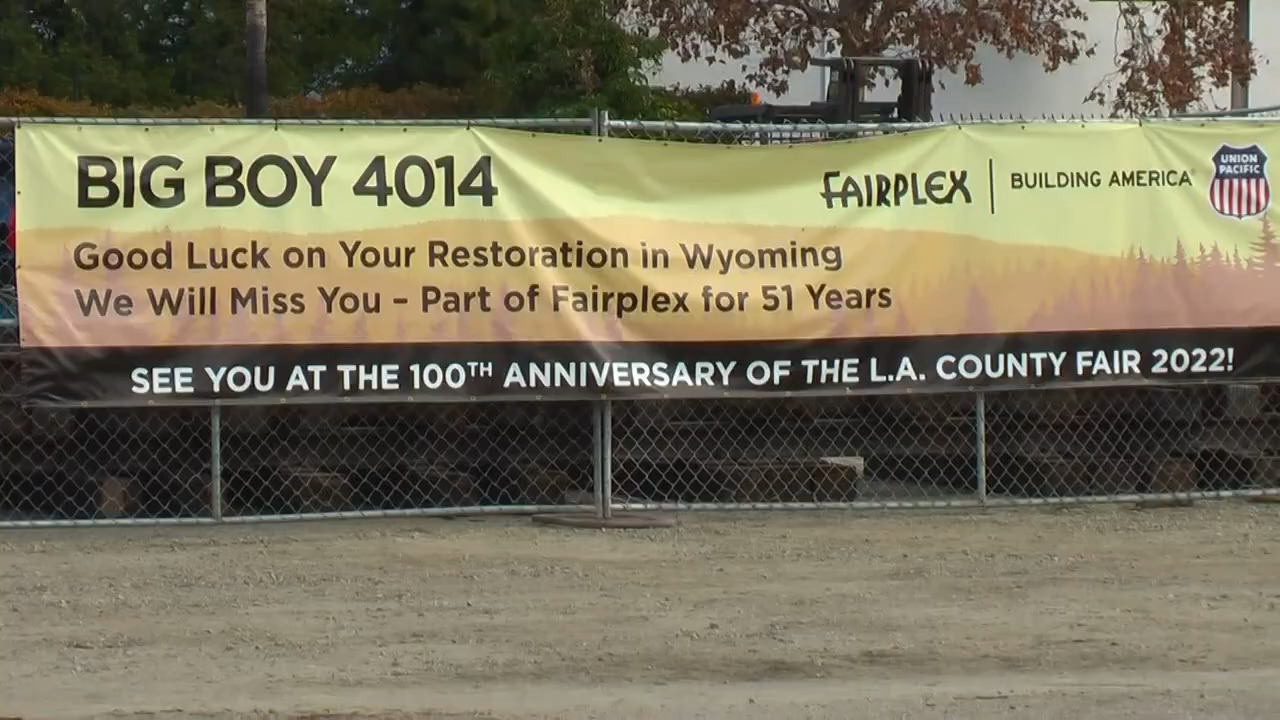 BIG BOY 4014
FAIRPLEX | BUILDING AMERICA®
UNION
PACIFIC
Good Luck on Your Restoration in Wyoming
We Will Miss You – Part of Fairplex for 51 Years
SEE YOU AT THE 100TH ANNIVERSARY OF THE L.A. COUNTY FAIR 2022!